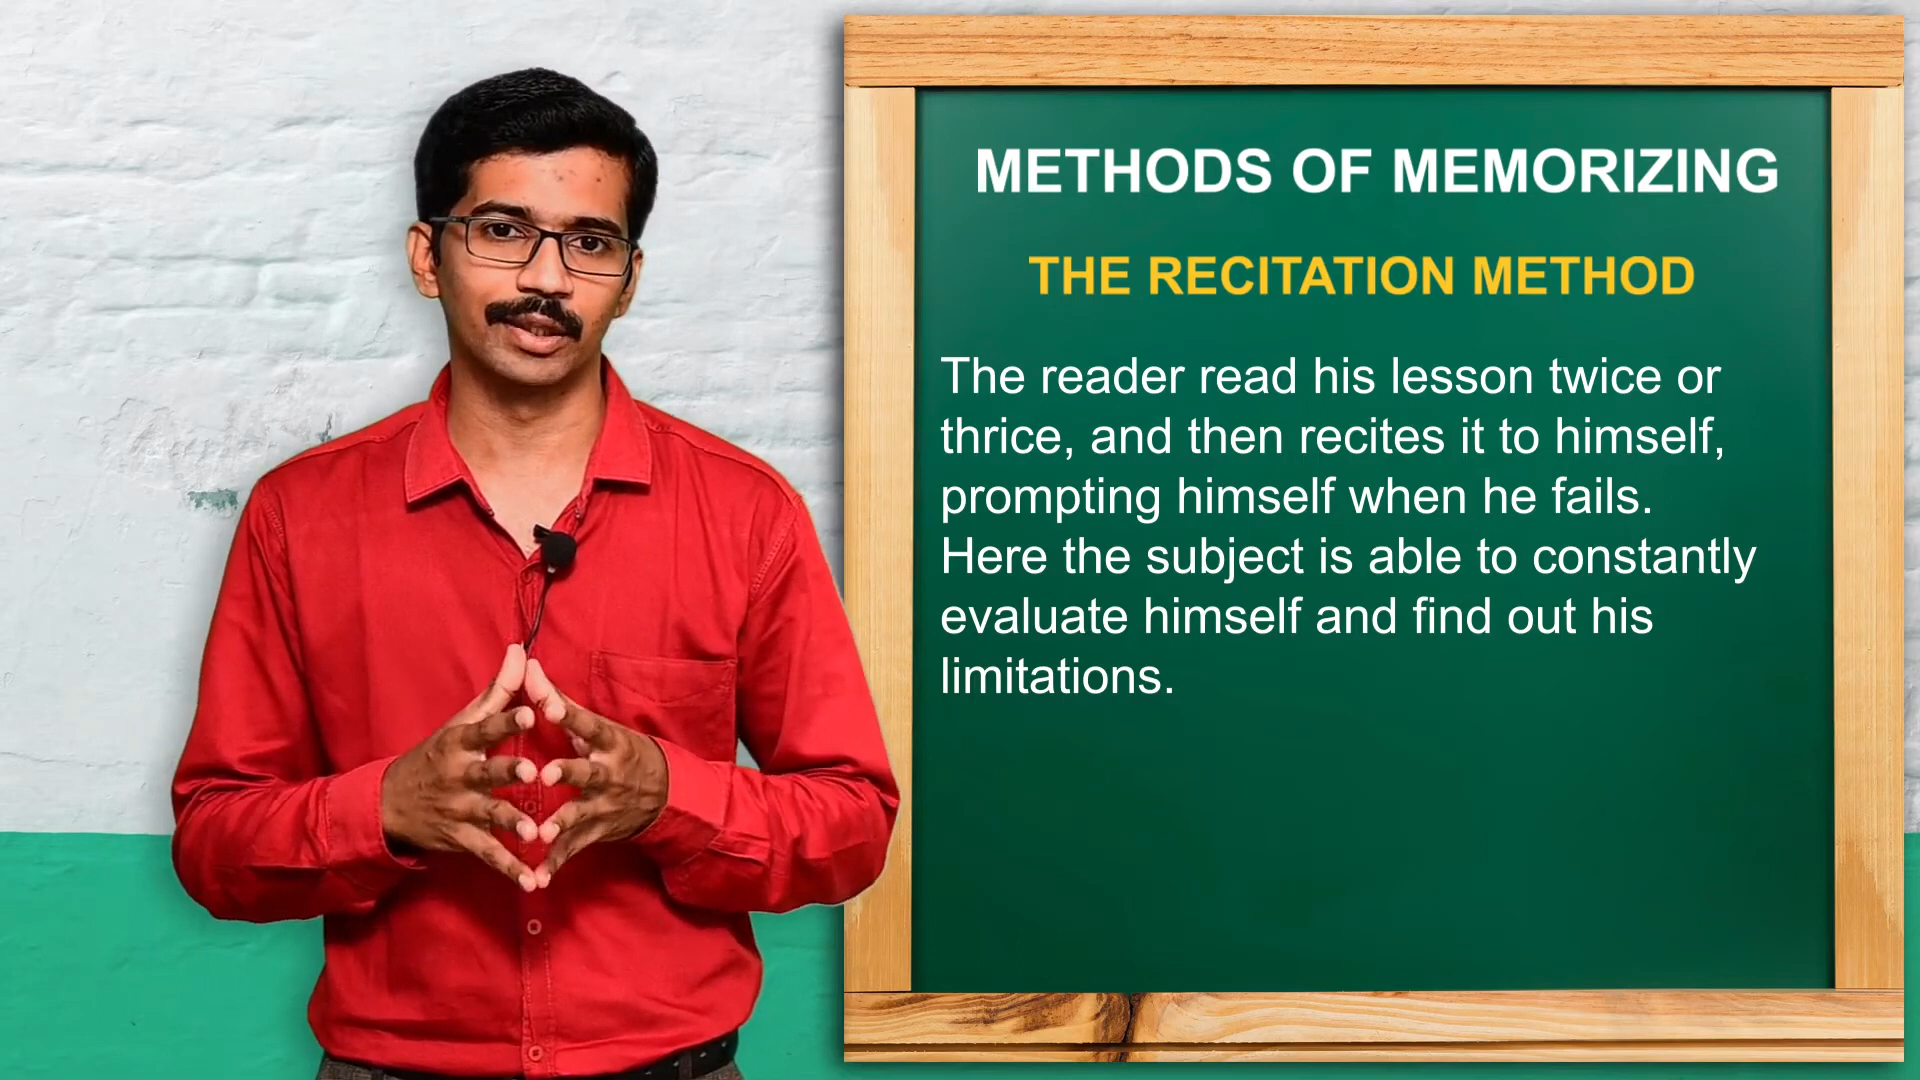 METHODS OF MEMORIZING
THE RECITATION METHOD
The reader read his lesson twice or
thrice, and then recites it to himself,
prompting himself when he fails.
Here the subject is able to constantly
evaluate himself and find out his
limitations.